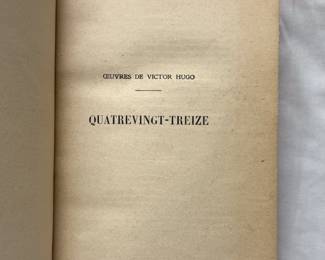 ŒUVRES DE VICTOR HUGO
QUATREVINGT-TREIZE